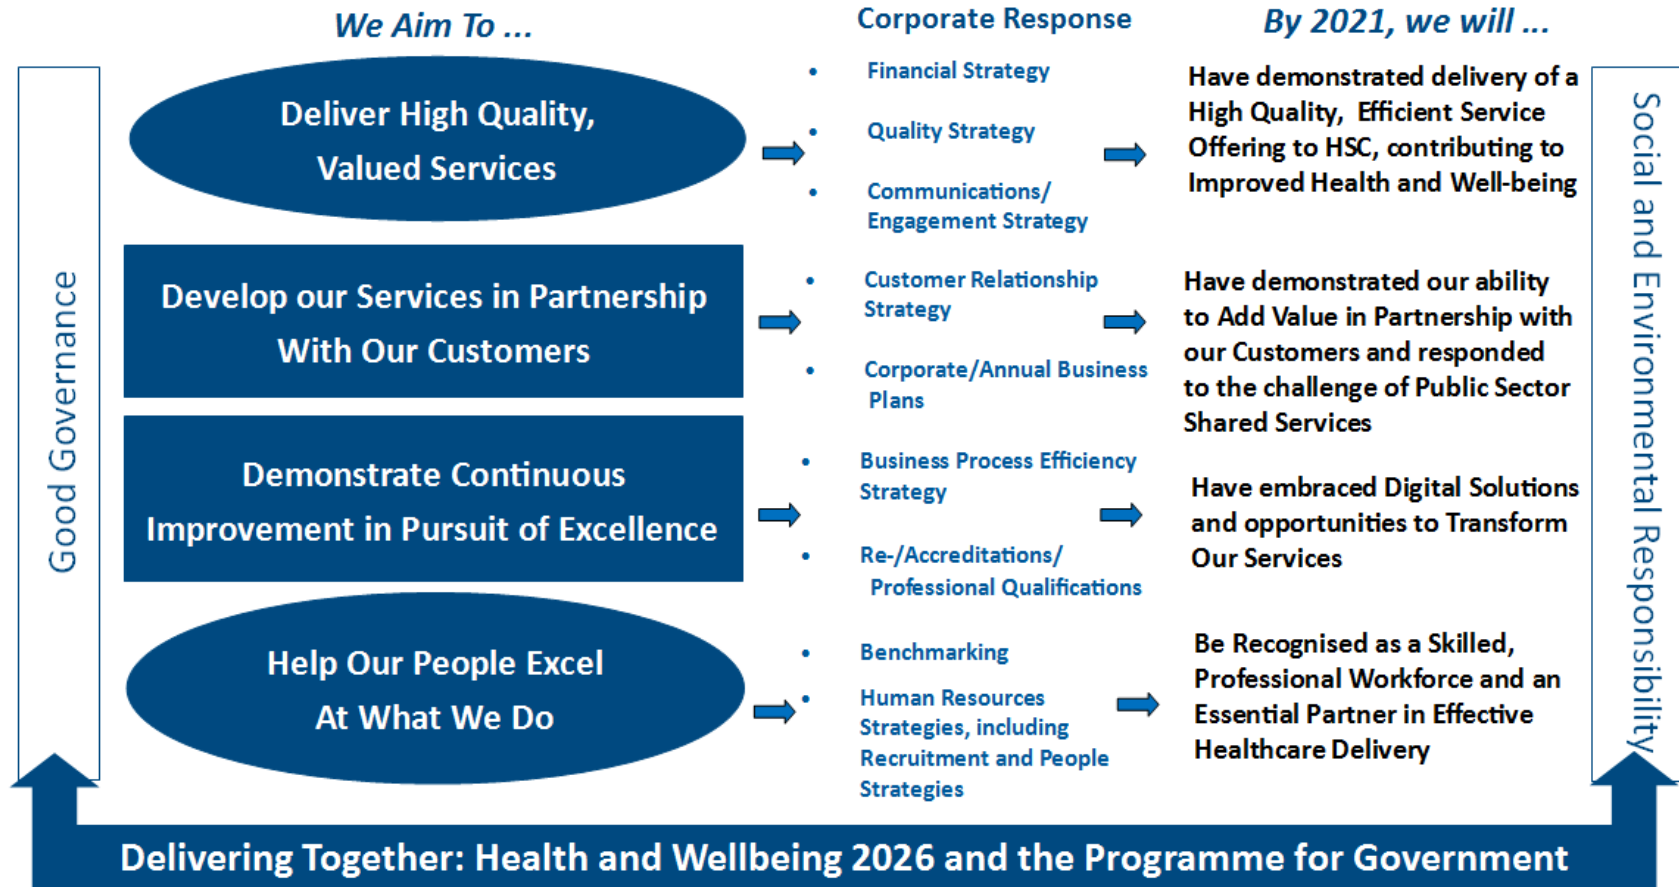 We Aim To ...
Corporate Response
By 2021, we will ...
Good Governance
Deliver High Quality,
Valued Services
• Financial Strategy
• Quality Strategy
• Communications/
Engagement Strategy
Have demonstrated delivery of a
High Quality, Efficient Service
Offering to HSC, contributing to
Improved Health and Well-being
Develop our Services in Partnership
With Our Customers
• Customer Relationship
Strategy
• Corporate/Annual Business
Plans
Have demonstrated our ability
to Add Value in Partnership with
our Customers and responded
to the challenge of Public Sector
Shared Services
Demonstrate Continuous
Improvement in Pursuit of Excellence
• Business Process Efficiency
Strategy
• Re-/Accreditations/
Professional Qualifications
Have embraced Digital Solutions
and opportunities to Transform
Our Services
Help Our People Excel
At What We Do
• Benchmarking
• Human Resources
Strategies, including
Recruitment and People
Strategies
Be Recognised as a Skilled,
Professional Workforce and an
Essential Partner in Effective
Healthcare Delivery
Social and Environmental Responsibility
Delivering Together: Health and Wellbeing 2026 and the Programme for Government